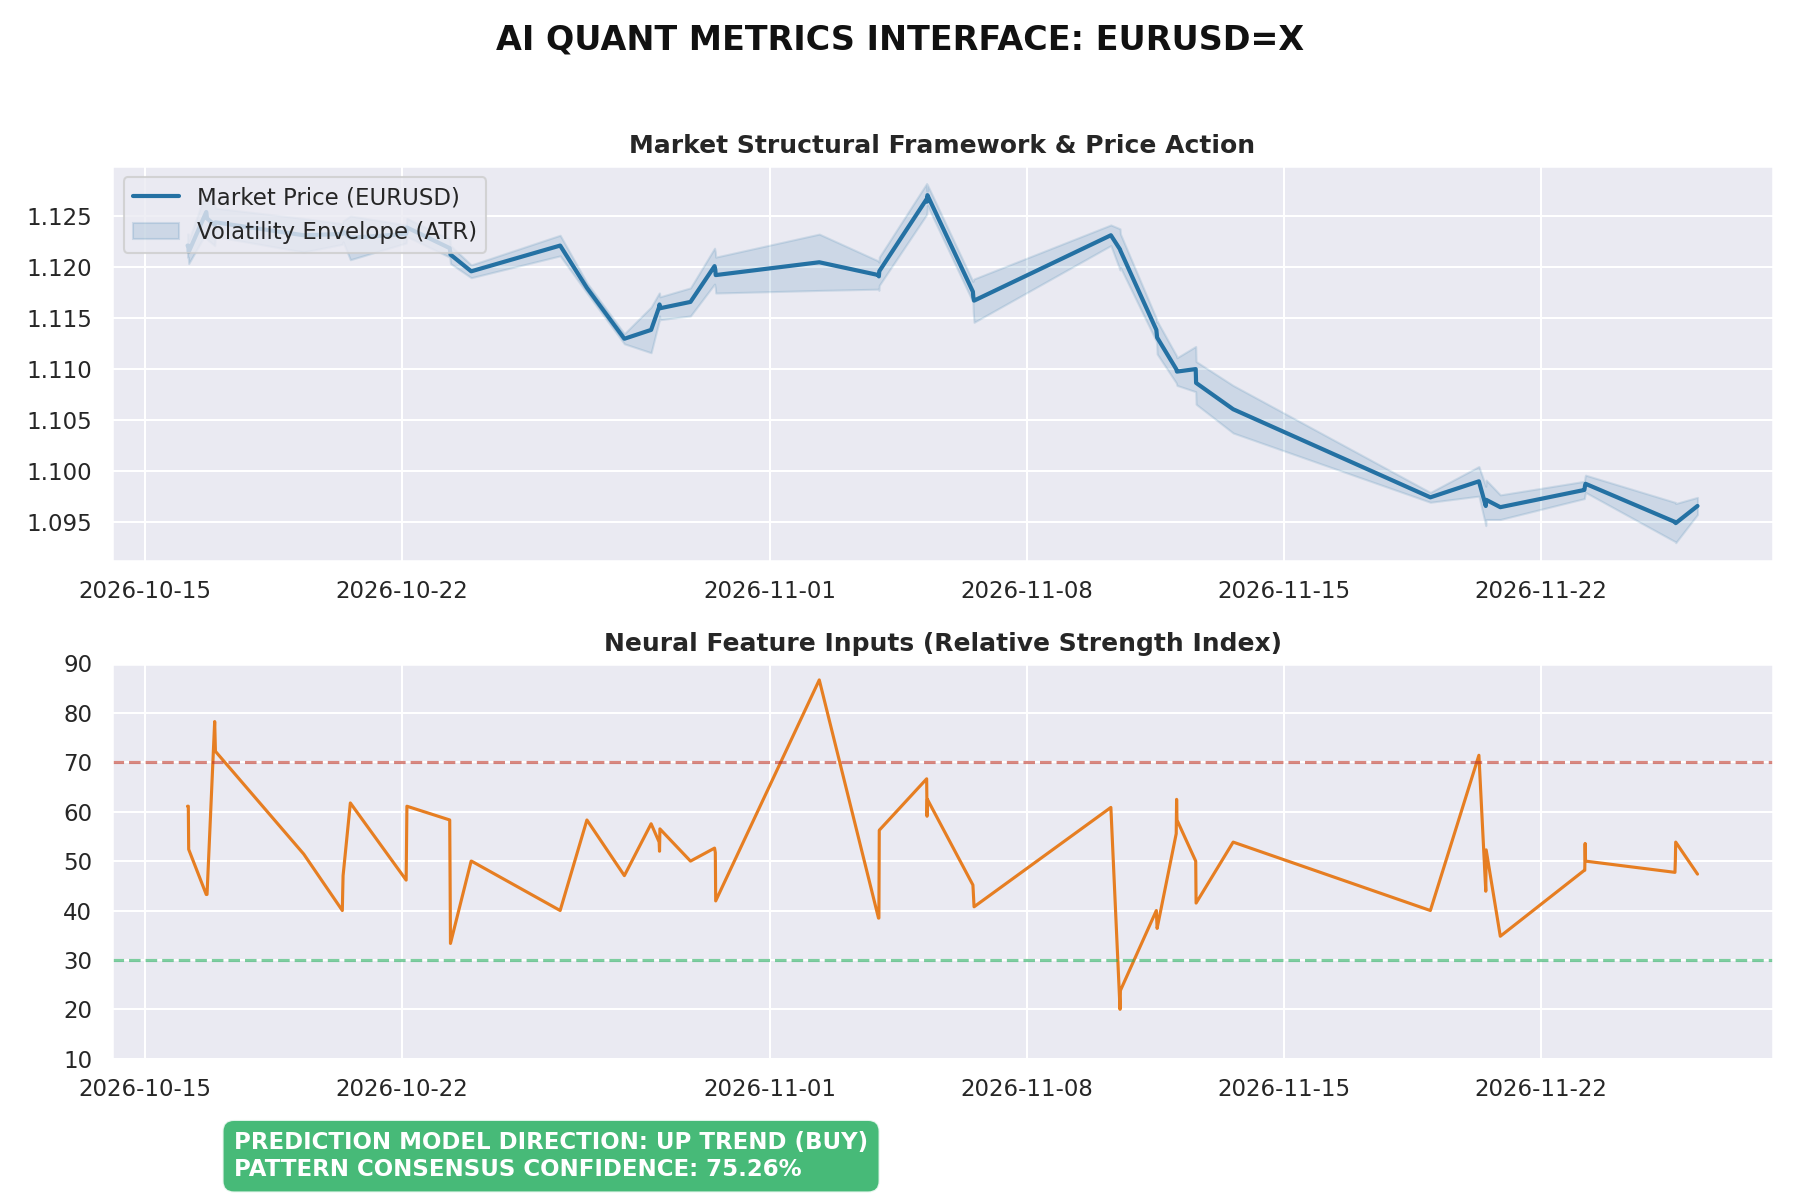 AI QUANT METRICS INTERFACE: EURUSD=X
Market Structural Framework & Price Action
Market Price (EURUSD)
Volatility Envelope (ATR)
1.125
1.120
1.115
1.110
1.105
1.100
1.095
2026-10-15 2026-10-22 2026-11-01 2026-11-08 2026-11-15 2026-11-22
Neural Feature Inputs (Relative Strength Index)
90
80
70
60
50
40
30
20
10
2026-10-15 2026-10-22 2026-11-01 2026-11-08 2026-11-15 2026-11-22
PREDICTION MODEL DIRECTION: UP TREND (BUY)
PATTERN CONSENSUS CONFIDENCE: 75.26%